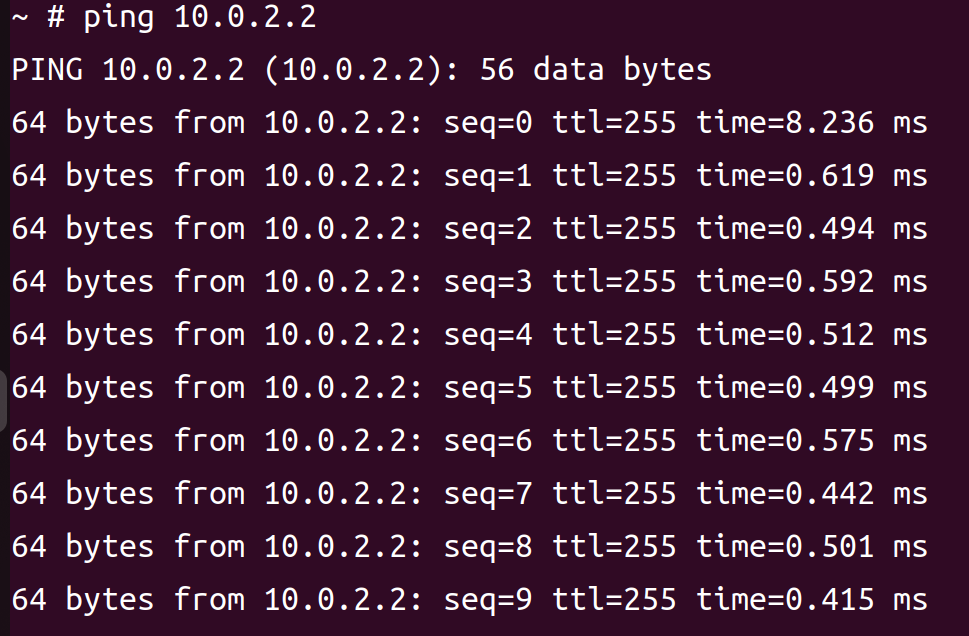 ~ # ping 10.0.2.2
PING 10.0.2.2 (10.0.2.2): 56 data bytes
64 bytes from 10.0.2.2: seq=0 ttl=255 time=8.236 ms
64 bytes from 10.0.2.2: seq=1 ttl=255 time=0.619 ms
64 bytes from 10.0.2.2: seq=2 ttl=255 time=0.494 ms
64 bytes from 10.0.2.2: seq=3 ttl=255 time=0.592 ms
64 bytes from 10.0.2.2: seq=4 ttl=255 time=0.512 ms
64 bytes from 10.0.2.2: seq=5 ttl=255 time=0.499 ms
64 bytes from 10.0.2.2: seq=6 ttl=255 time=0.575 ms
64 bytes from 10.0.2.2: seq=7 ttl=255 time=0.442 ms
64 bytes from 10.0.2.2: seq=8 ttl=255 time=0.501 ms
64 bytes from 10.0.2.2: seq=9 ttl=255 time=0.415 ms